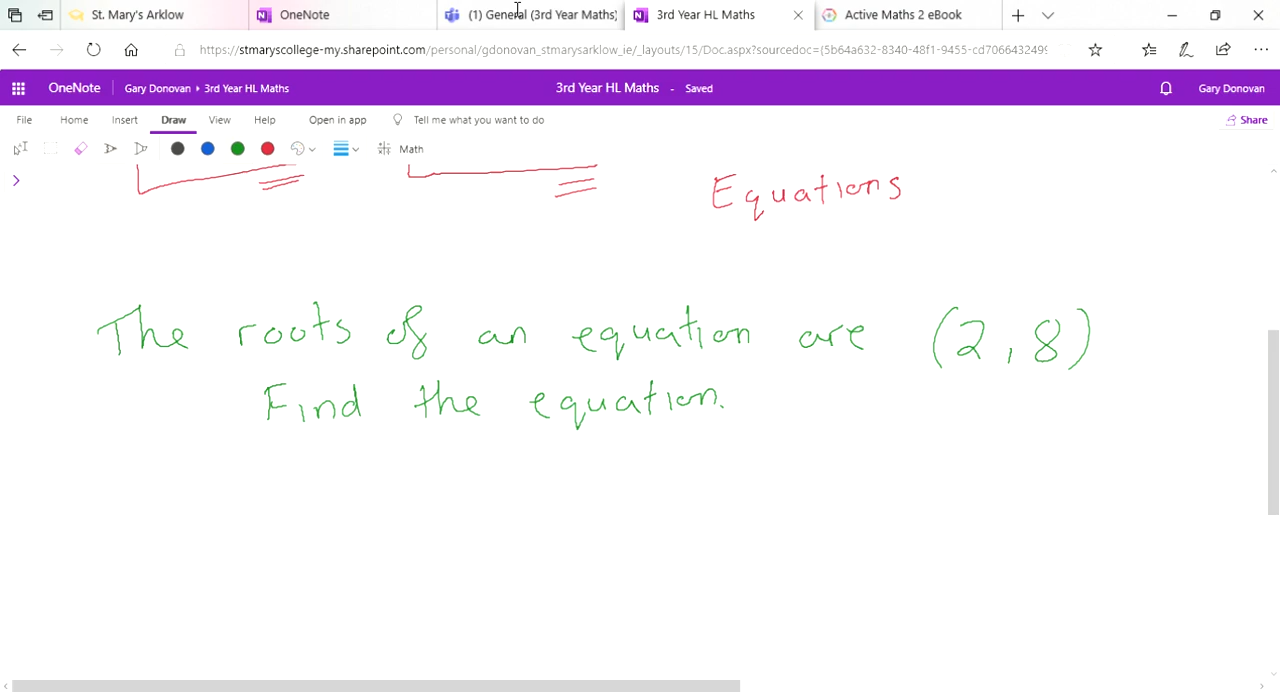 St. Mary's Arklow
OneNote
(1) General (3rd Year Maths)
3rd Year HL Maths
Active Maths 2 eBook
https://stmaryscollege-my.sharepoint.com/personal/gdonovan_stmarysarklow_ie/_layouts/15/Doc.aspx?sourcedoc={5b64a632-8340-48f1-9455-cd7066432499
OneNote
Gary Donovan › 3rd Year HL Maths
3rd Year HL Maths - Saved
Gary Donovan
File Home Insert Draw View Help Open in app Tell me what you want to do
Share
Math
Equations
The roots of an equation are (2, 8)
Find the equation.